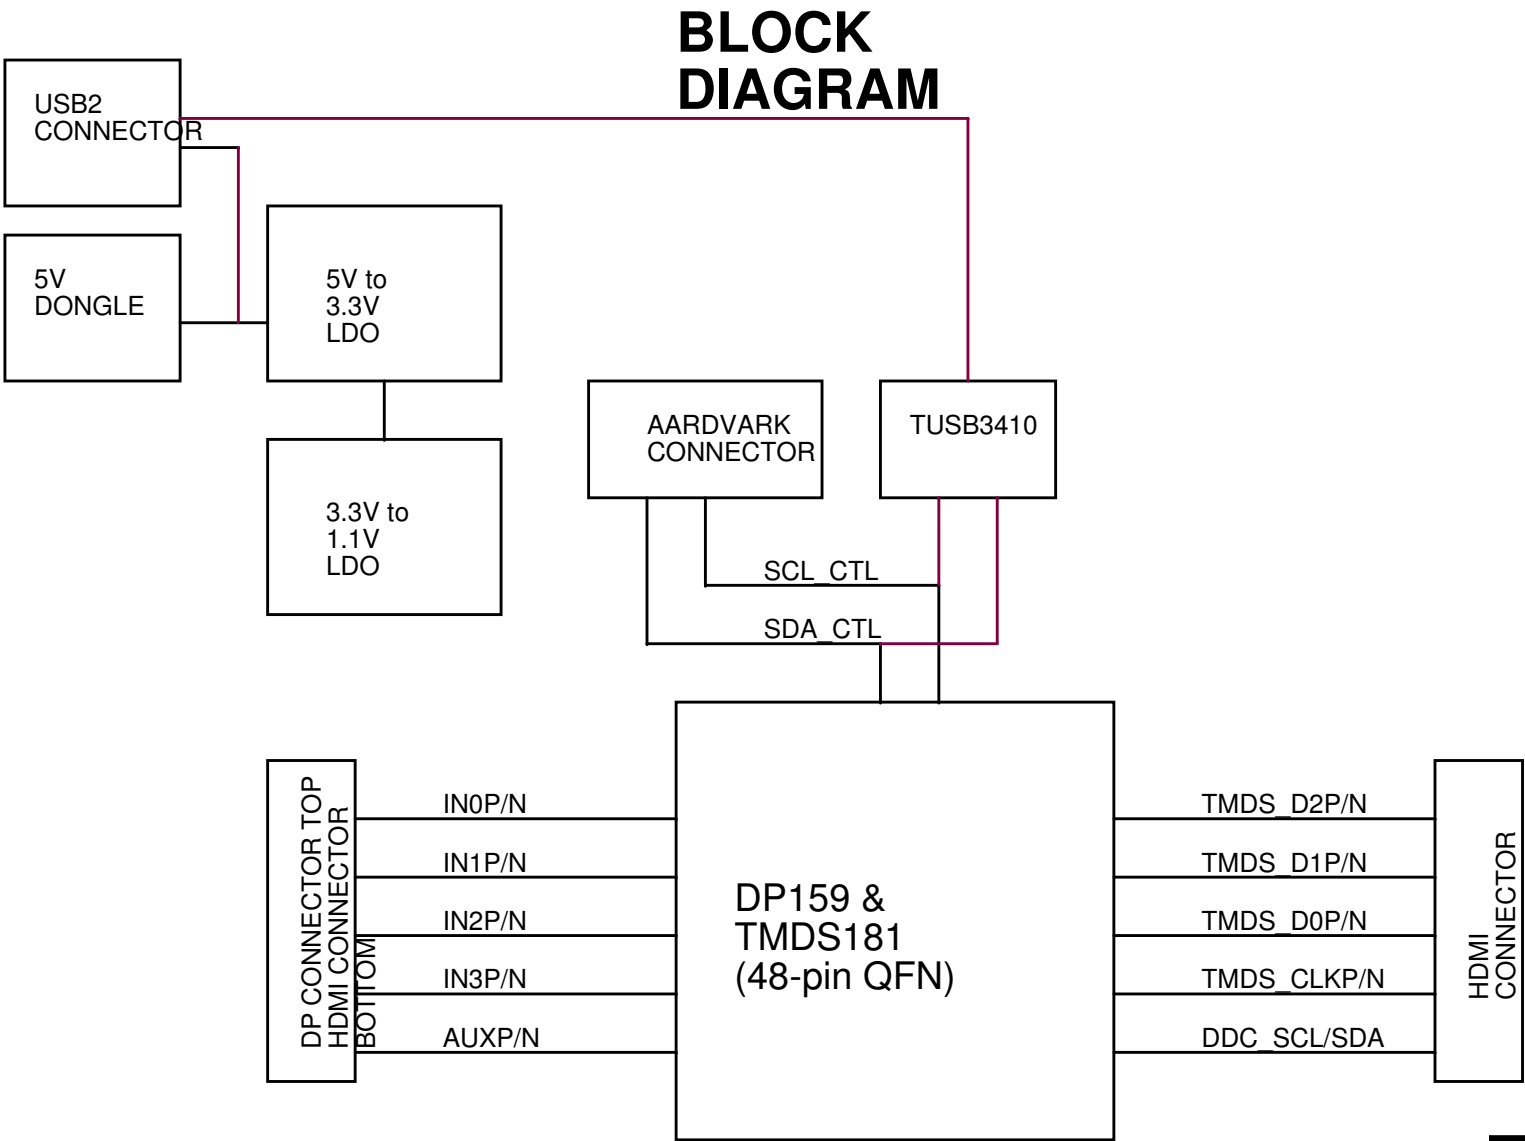 BLOCK
DIAGRAM
USB2
CONNECTOR
5V
DONGLE
5V to
3.3V
LDO
3.3V to
1.1V
LDO
AARDVARK
CONNECTOR
TUSB3410
SCL_CTL
SDA_CTL
DP CONNECTOR TOP
HDMI CONNECTOR
BOTTOM
IN0P/N
IN1P/N
IN2P/N
IN3P/N
AUXP/N
DP159 &
TMDS181
(48-pin QFN)
TMDS_D2P/N
TMDS_D1P/N
TMDS_D0P/N
TMDS_CLKP/N
DDC_SCL/SDA
HDMI
CONNECTOR